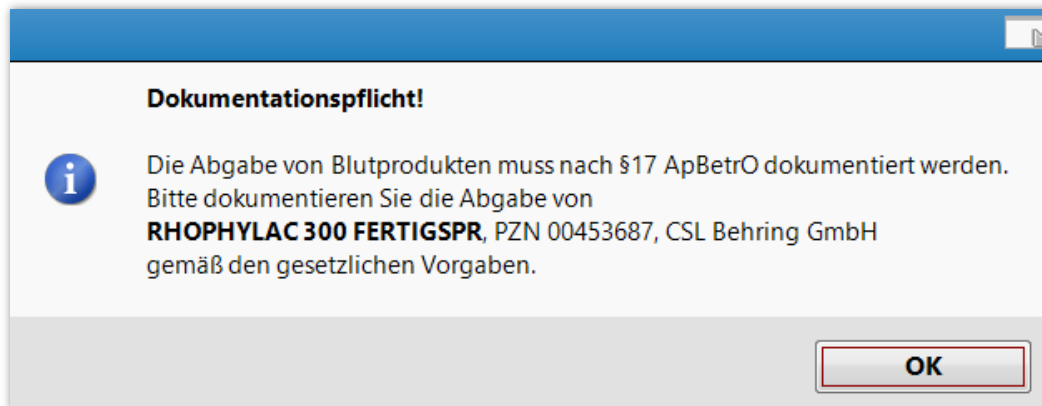 Dokumentationspflicht!
Die Abgabe von Blutprodukten muss nach §17 ApBetrO dokumentiert werden.
Bitte dokumentieren Sie die Abgabe von
RHOPHYLAC 300 FERTIGSPR, PZN 00453687, CSL Behring GmbH
gemäß den gesetzlichen Vorgaben.
OK